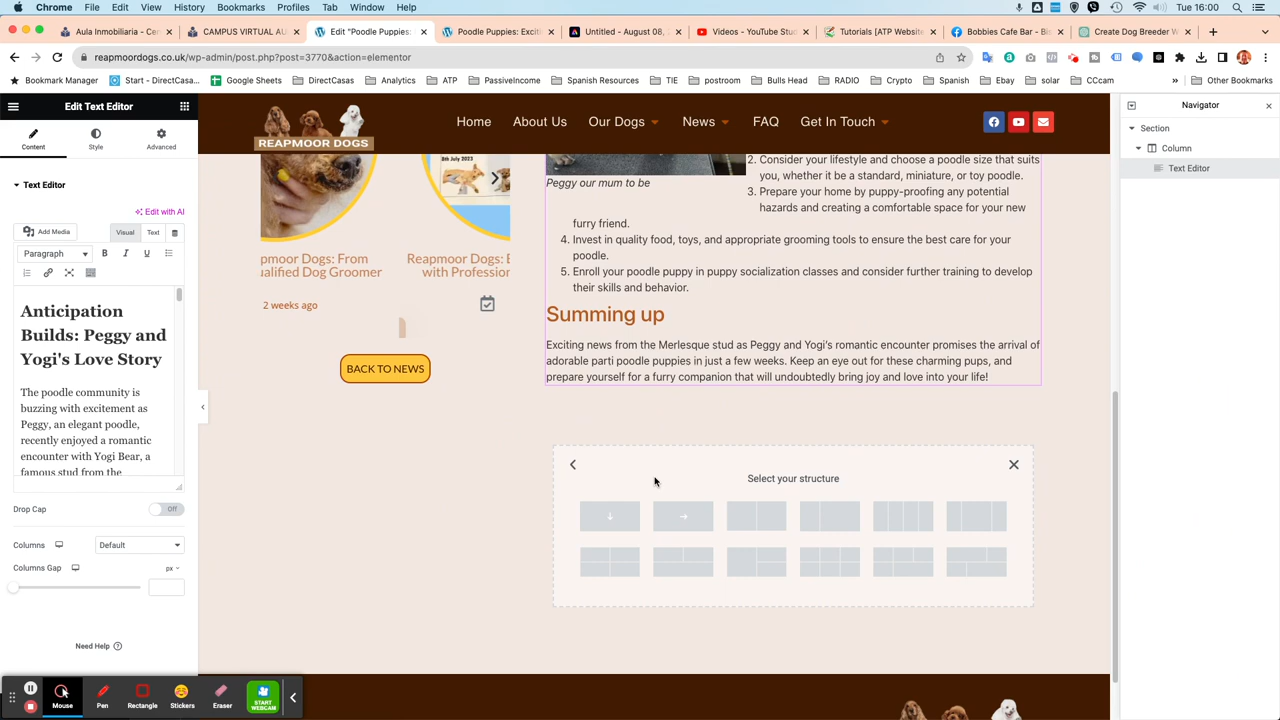 Chrome File Edit View History Bookmarks Profiles Tab Window Help Tue 16:00
Aula Inmobiliaria - Cen
CAMPUS VIRTUAL AU
Edit "Poodle Puppies:
Poodle Puppies: Exciti
Untitled - August 08,
Videos - YouTube Stud
Tutorials [ATP Website
Bobbies Cafe Bar - Bis
Create Dog Breeder W
reapmoordogs.co.uk/wp-admin/post.php?post=3770&action=elementor
Bookmark Manager Start - DirectCasa... Google Sheets DirectCasas Analytics ATP PassiveIncome Spanish Resources TIE postroom Bulls Head RADIO Crypto Spanish Ebay solar CCcam » Other Bookmarks
Edit Text Editor
Content Style Advanced
Text Editor
Edit with AI
Add Media Visual Text
Paragraph B I U
Anticipation
Builds: Peggy and
Yogi's Love Story
The poodle community is
buzzing with excitement as
Peggy, an elegant poodle,
recently enjoyed a romantic
encounter with Yogi Bear, a
famous stud from the
Drop Cap Off
Columns Default
Columns Gap px
Need Help
Mouse Pen Rectangle Stickers Eraser START
WEBCAM
REAPMOOR DOGS
Home About Us Our Dogs News FAQ Get In Touch
8th July 2023
apmoor Dogs: From
ualified Dog Groomer
2 weeks ago
Reapmoor Dogs: E
with Profession
BACK TO NEWS
Peggy our mum to be
2. Consider your lifestyle and choose a poodle size that suits
you, whether it be a standard, miniature, or toy poodle.
3. Prepare your home by puppy-proofing any potential
hazards and creating a comfortable space for your new
furry friend.
4. Invest in quality food, toys, and appropriate grooming tools to ensure the best care for your
poodle.
5. Enroll your poodle puppy in puppy socialization classes and consider further training to develop
their skills and behavior.
Summing up
Exciting news from the Merlesque stud as Peggy and Yogi's romantic encounter promises the arrival of
adorable parti poodle puppies in just a few weeks. Keep an eye out for these charming pups, and
prepare yourself for a furry companion that will undoubtedly bring joy and love into your life!
Select your structure
Navigator
Section
Column
Text Editor